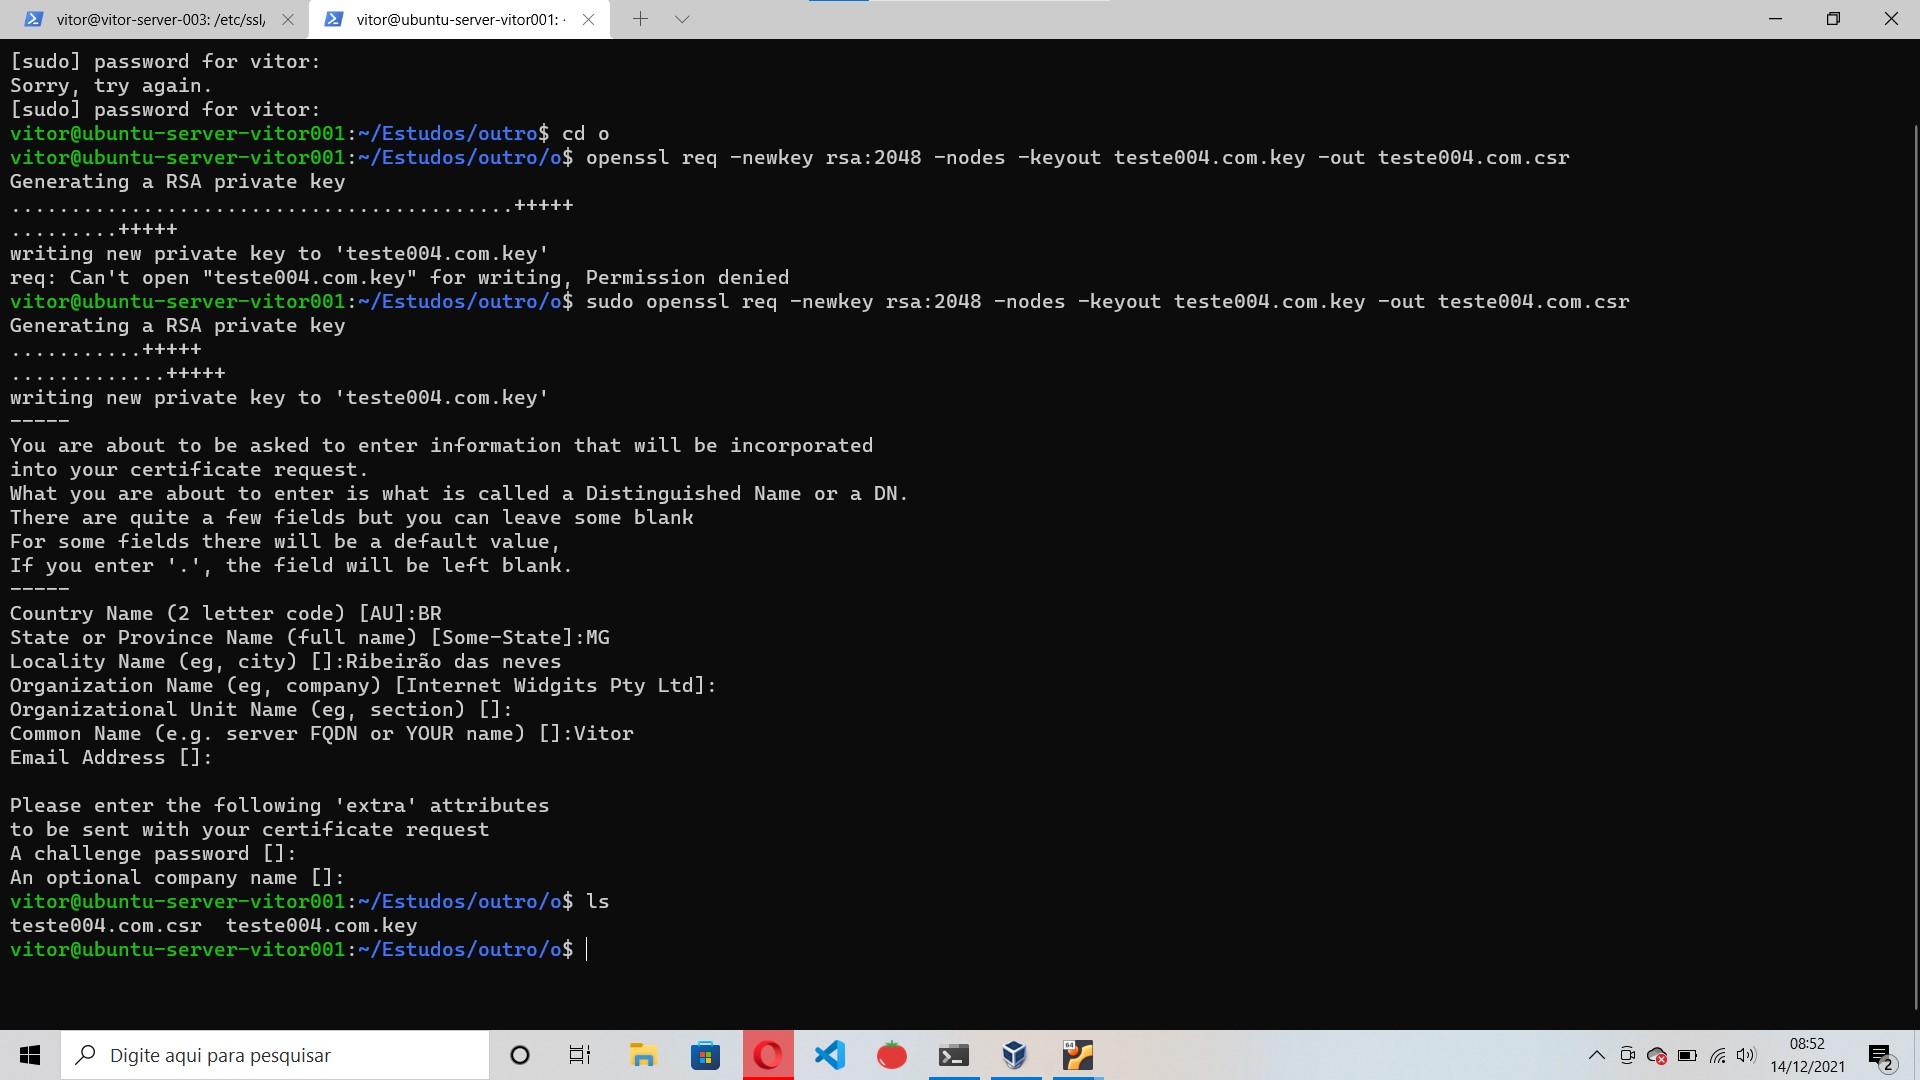 vitor@vitor-server-003: /etc/ssl/
vitor@ubuntu-server-vitor001: ·
[sudo] password for vitor:
Sorry, try again.
[sudo] password for vitor:
vitor@ubuntu-server-vitor001:~/Estudos/outro$ cd o
vitor@ubuntu-server-vitor001:~/Estudos/outro/o$ openssl req -newkey rsa:2048 -nodes -keyout teste004.com.key -out teste004.com.csr
Generating a RSA private key
..........................................+++++
.........+++++
writing new private key to 'teste004.com.key'
req: Can't open "teste004.com.key" for writing, Permission denied
vitor@ubuntu-server-vitor001:~/Estudos/outro/o$ sudo openssl req -newkey rsa:2048 -nodes -keyout teste004.com.key -out teste004.com.csr
Generating a RSA private key
...........+++++
.............+++++
writing new private key to 'teste004.com.key'
-----
You are about to be asked to enter information that will be incorporated
into your certificate request.
What you are about to enter is what is called a Distinguished Name or a DN.
There are quite a few fields but you can leave some blank
For some fields there will be a default value,
If you enter '.', the field will be left blank.
-----
Country Name (2 letter code) [AU]:BR
State or Province Name (full name) [Some-State]:MG
Locality Name (eg, city) []:Ribeirão das neves
Organization Name (eg, company) [Internet Widgits Pty Ltd]:
Organizational Unit Name (eg, section) []:
Common Name (e.g. server FQDN or YOUR name) []:Vitor
Email Address []:
Please enter the following 'extra' attributes
to be sent with your certificate request
A challenge password []:
An optional company name []:
vitor@ubuntu-server-vitor001:~/Estudos/outro/o$ ls
teste004.com.csr  teste004.com.key
vitor@ubuntu-server-vitor001:~/Estudos/outro/o$
Digite aqui para pesquisar
64
08:52
14/12/2021
2